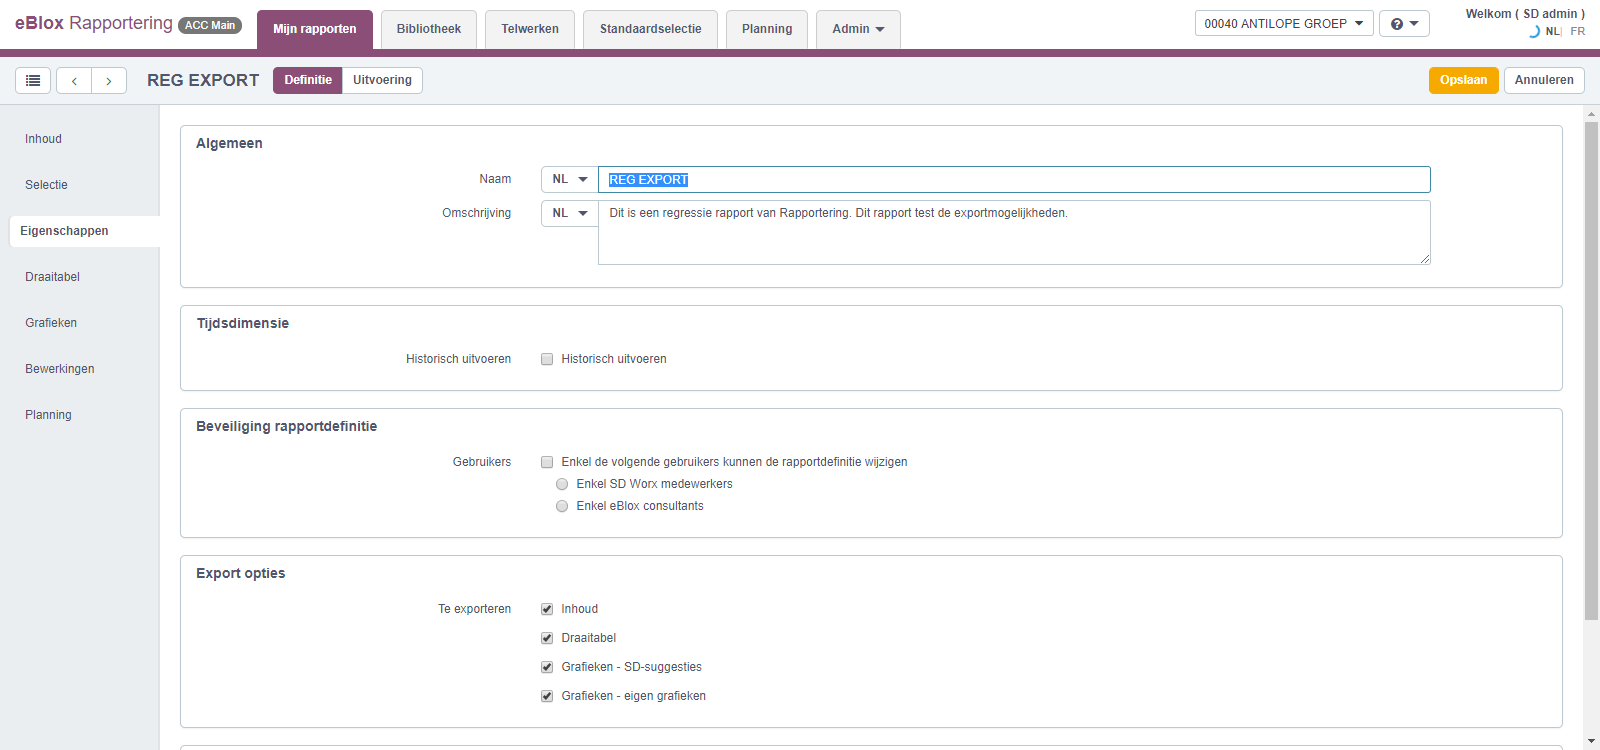 eBlox Rapportering ACC Main
Mijn rapporten
Bibliotheek
Telwerken
Standaardselectie
Planning
Admin
00040 ANTILOPE GROEP
Welkom ( SD admin )
NL| FR
REG EXPORT
Definitie
Uitvoering
Opslaan
Annuleren
Inhoud
Selectie
Eigenschappen
Draaitabel
Grafieken
Bewerkingen
Planning
Algemeen
Naam NL REG EXPORT
Omschrijving NL Dit is een regressie rapport van Rapportering. Dit rapport test de exportmogelijkheden.
Tijdsdimensie
Historisch uitvoeren Historisch uitvoeren
Beveiliging rapportdefinitie
Gebruikers Enkel de volgende gebruikers kunnen de rapportdefinitie wijzigen
Enkel SD Worx medewerkers
Enkel eBlox consultants
Export opties
Te exporteren Inhoud
Draaitabel
Grafieken - SD-suggesties
Grafieken - eigen grafieken